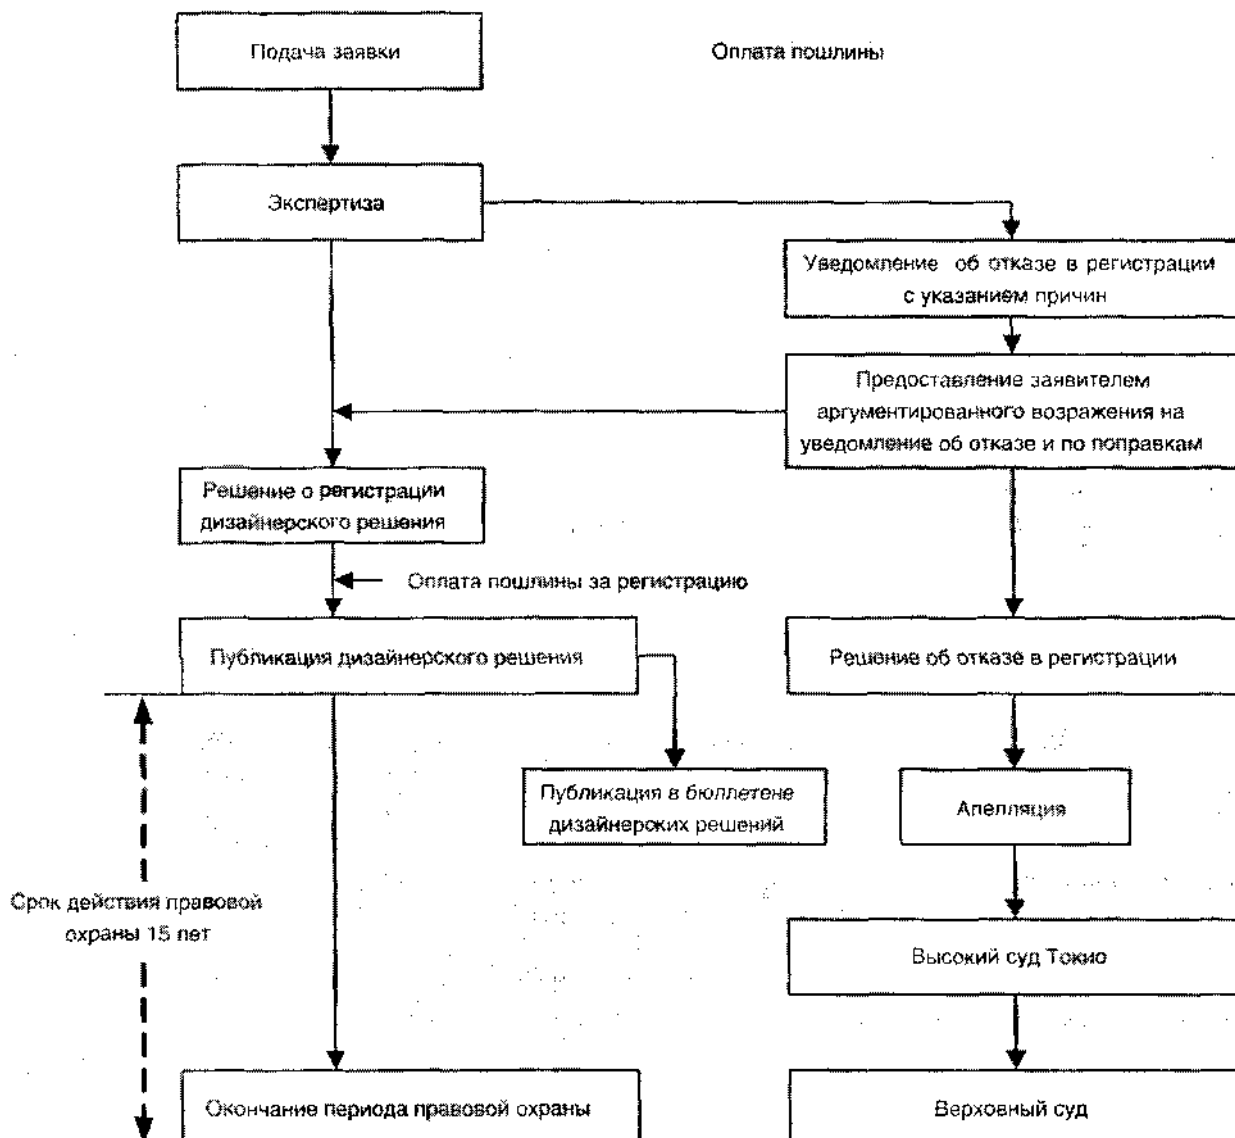 Подача заявки
Оплата пошлины
Экспертиза
Уведомление об отказе в регистрации
с указанием причин
Предоставление заявителем
аргументированного возражения на
уведомление об отказе и по поправкам
Решение о регистрации
дизайнерского решения
Оплата пошлины за регистрацию
Публикация дизайнерского решения
Решение об отказе в регистрации
Публикация в бюллетене
дизайнерских решений
Апелляция
Срок действия правовой
охраны 15 лет
Высокий суд Токио
Окончание периода правовой охраны
Верховный суд